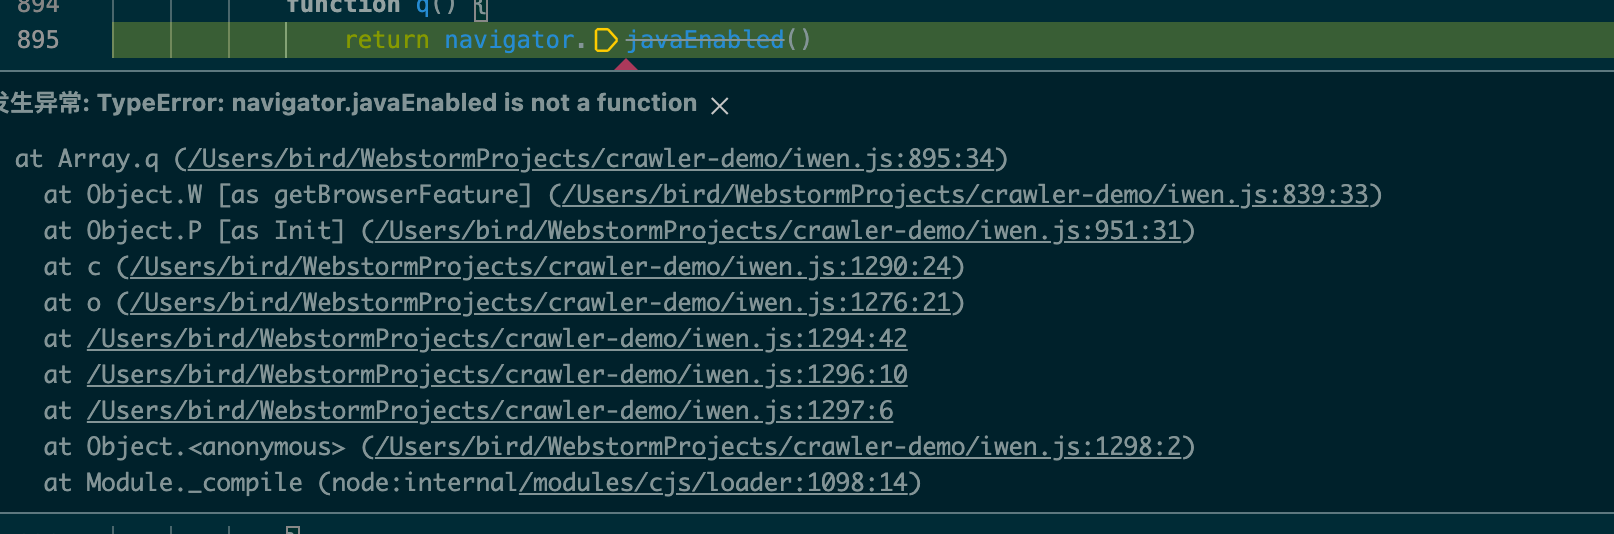 894 function q() {
895 return navigator.javaEnabled()
发生异常: TypeError: navigator.javaEnabled is not a function
at Array.q (/Users/bird/WebstormProjects/crawler-demo/iwen.js:895:34)
at Object.W [as getBrowserFeature] (/Users/bird/WebstormProjects/crawler-demo/iwen.js:839:33)
at Object.P [as Init] (/Users/bird/WebstormProjects/crawler-demo/iwen.js:951:31)
at c (/Users/bird/WebstormProjects/crawler-demo/iwen.js:1290:24)
at o (/Users/bird/WebstormProjects/crawler-demo/iwen.js:1276:21)
at /Users/bird/WebstormProjects/crawler-demo/iwen.js:1294:42
at /Users/bird/WebstormProjects/crawler-demo/iwen.js:1296:10
at /Users/bird/WebstormProjects/crawler-demo/iwen.js:1297:6
at Object.<anonymous> (/Users/bird/WebstormProjects/crawler-demo/iwen.js:1298:2)
at Module._compile (node:internal/modules/cjs/loader:1098:14)
}